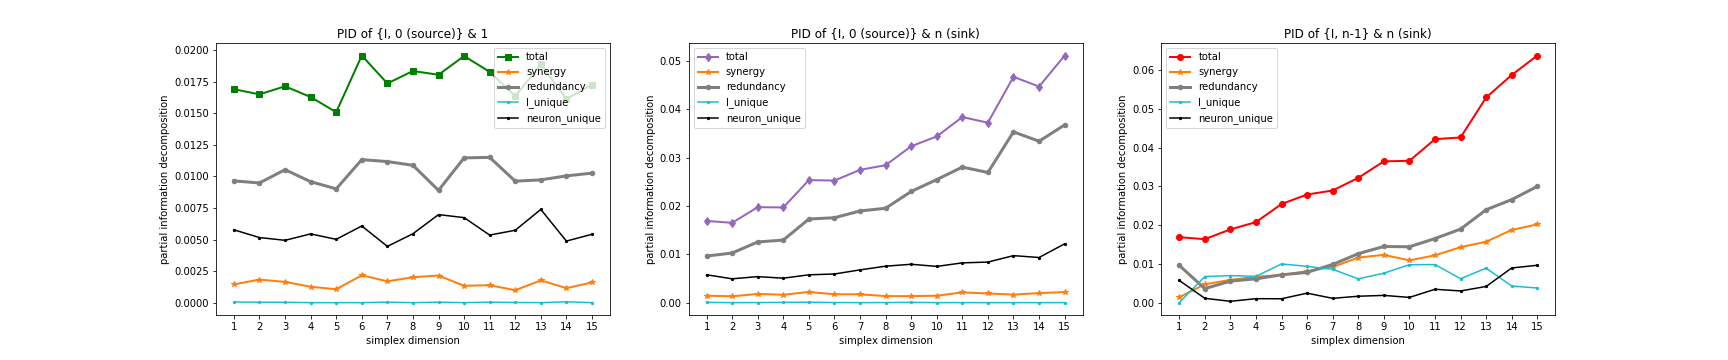 PID of {I, 0 (source)} & 1
0.0200
0.0175
0.0150
0.0125
0.0100
0.0075
0.0050
0.0025
0.0000
partial information decomposition
total
synergy
redundancy
I_unique
neuron_unique
1 2 3 4 5 6 7 8 9 10 11 12 13 14 15
simplex dimension
PID of {I, 0 (source)} & n (sink)
0.05
0.04
0.03
0.02
0.01
0.00
partial information decomposition
total
synergy
redundancy
I_unique
neuron_unique
1 2 3 4 5 6 7 8 9 10 11 12 13 14 15
simplex dimension
PID of {I, n-1} & n (sink)
0.06
0.05
0.04
0.03
0.02
0.01
0.00
partial information decomposition
total
synergy
redundancy
I_unique
neuron_unique
1 2 3 4 5 6 7 8 9 10 11 12 13 14 15
simplex dimension